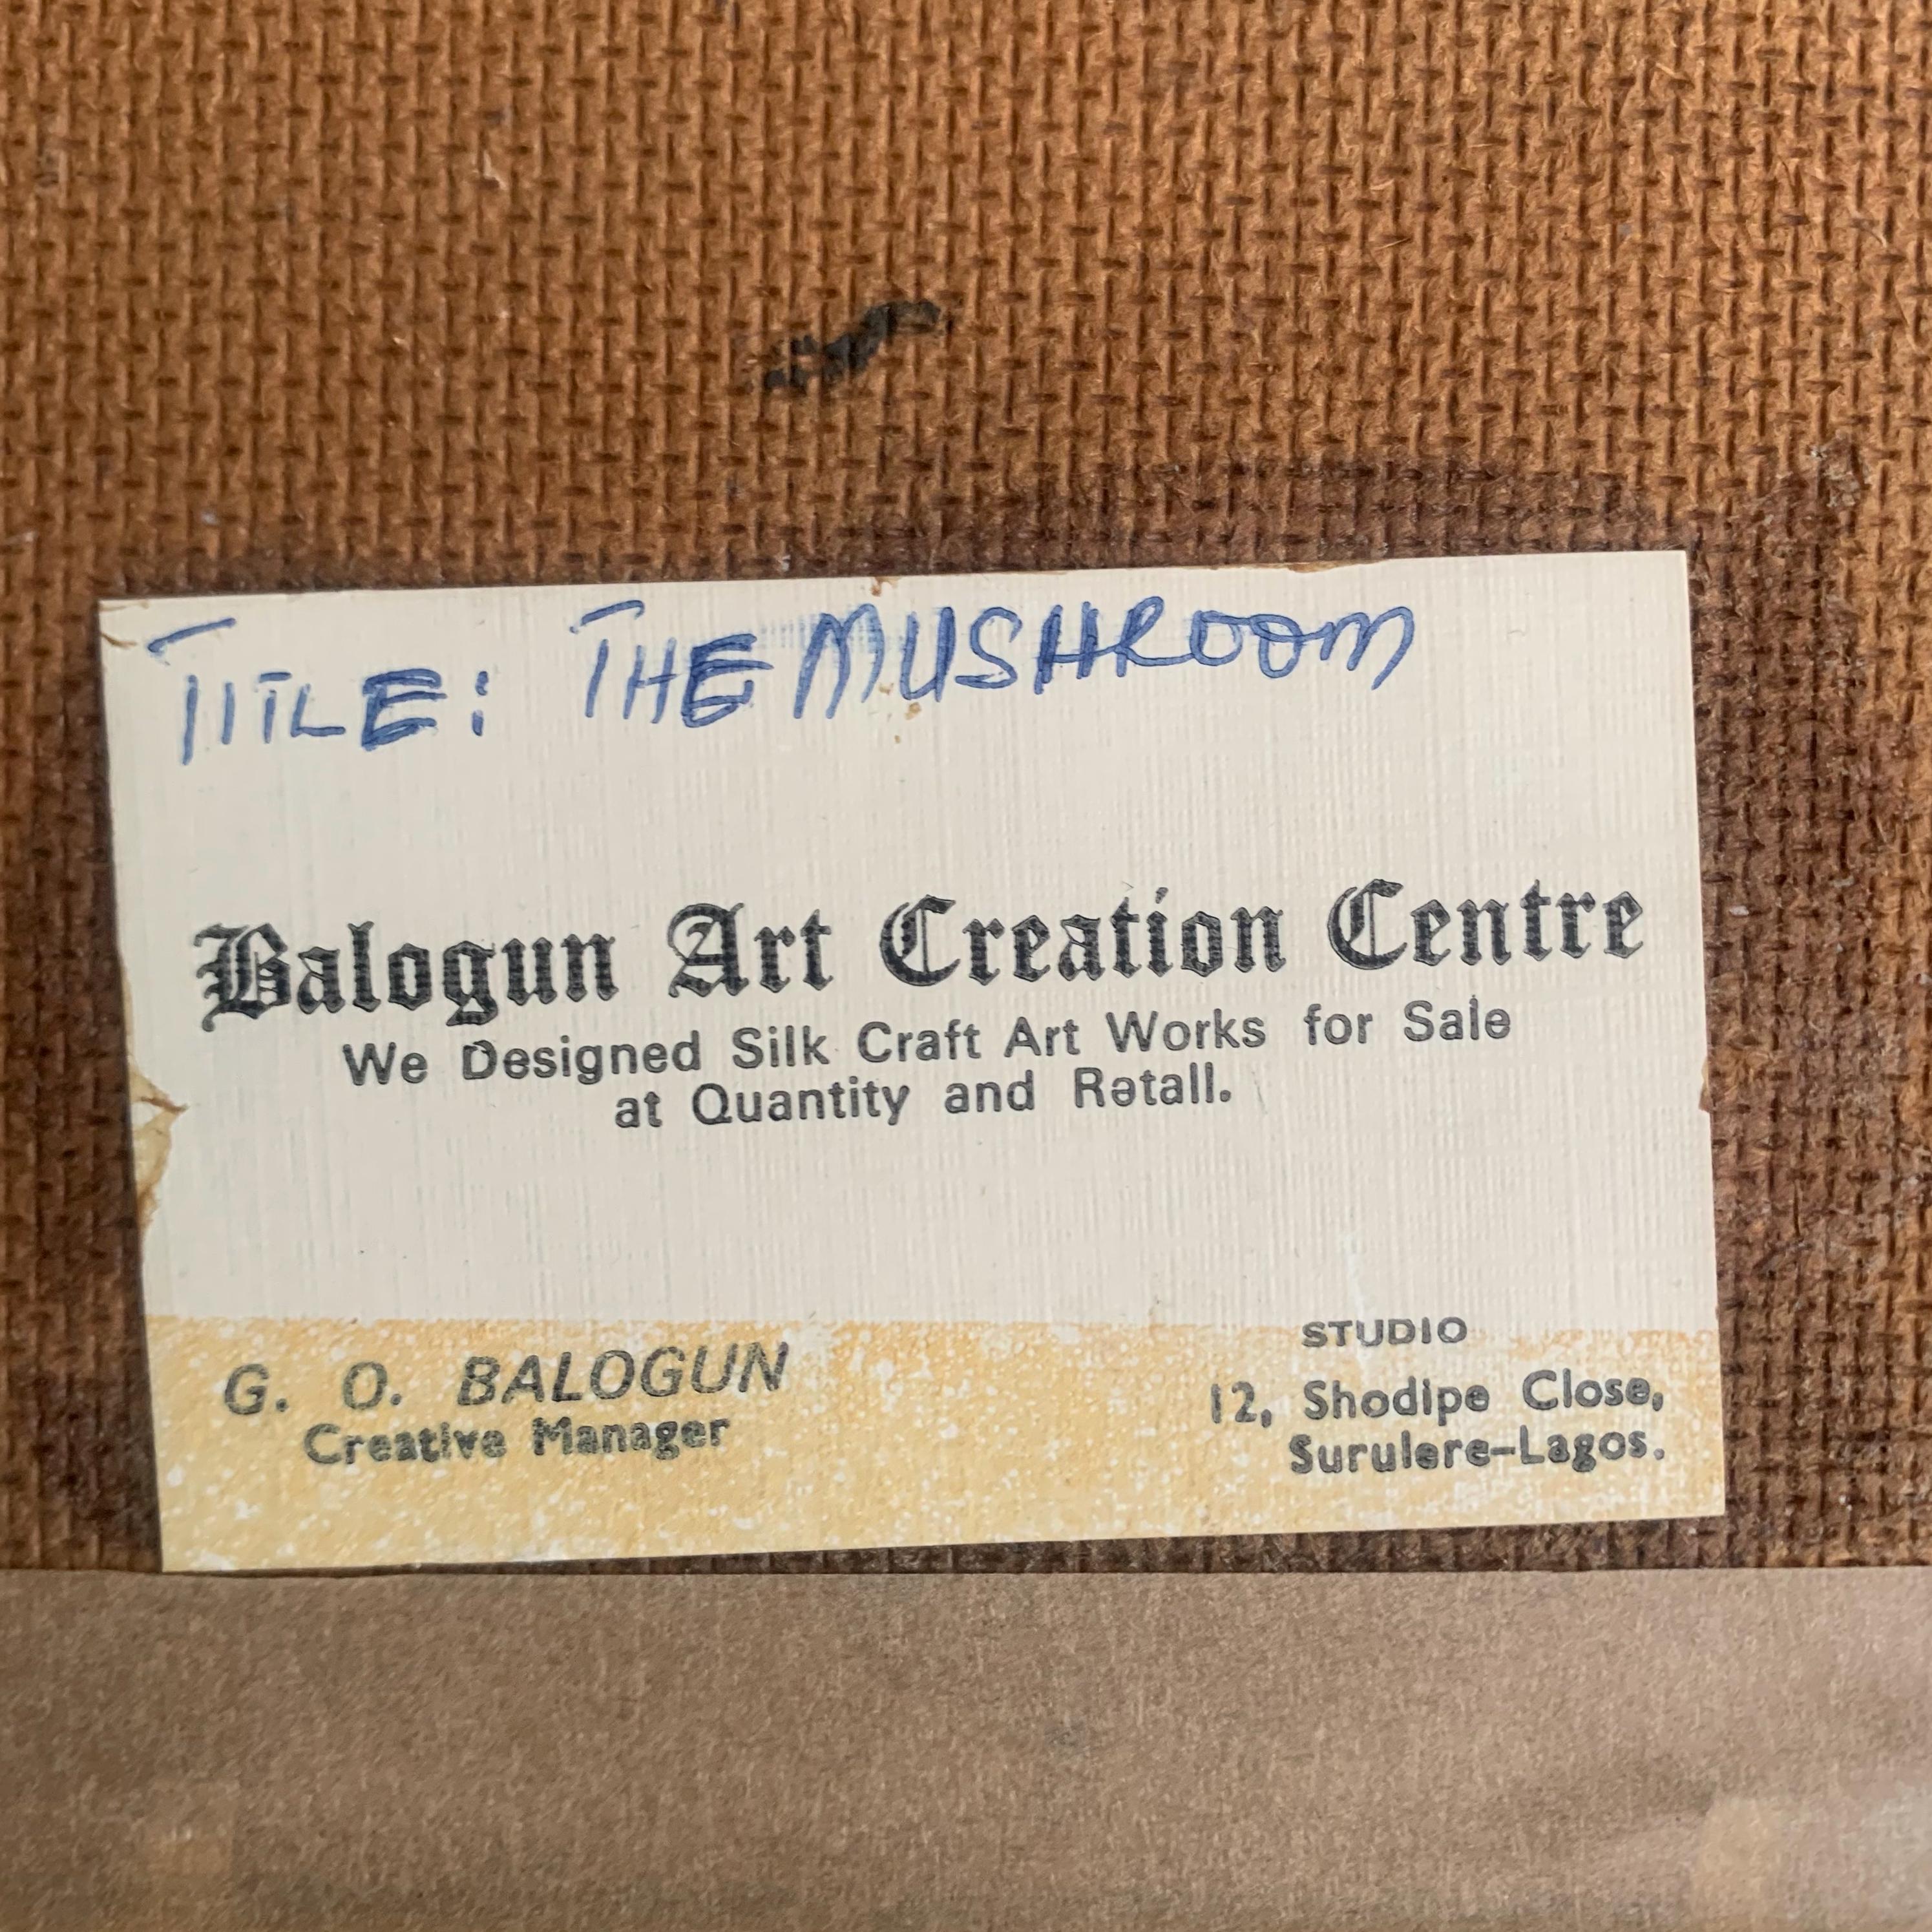 TITLE: THE MUSHROOM
Balogun Art Creation Centre
We Designed Silk Craft Art Works for Sale
at Quantity and Retall.
G. O. BALOGUN
Creative Manager
STUDIO
12, Shodipe Close,
Surulere-Lagos.